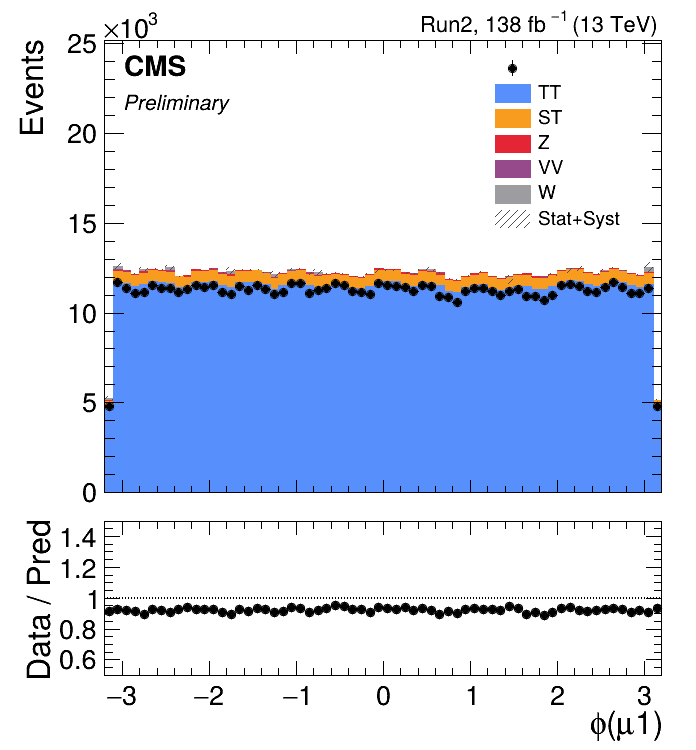 ×10³
Run2, 138 fb⁻¹ (13 TeV)
Events
25
20
15
10
5
0
CMS
Preliminary
TT
ST
Z
VV
W
Stat+Syst
Data / Pred
1.4
1.2
1
0.8
0.6
−3 −2 −1 0 1 2 3
ϕ(μ1)